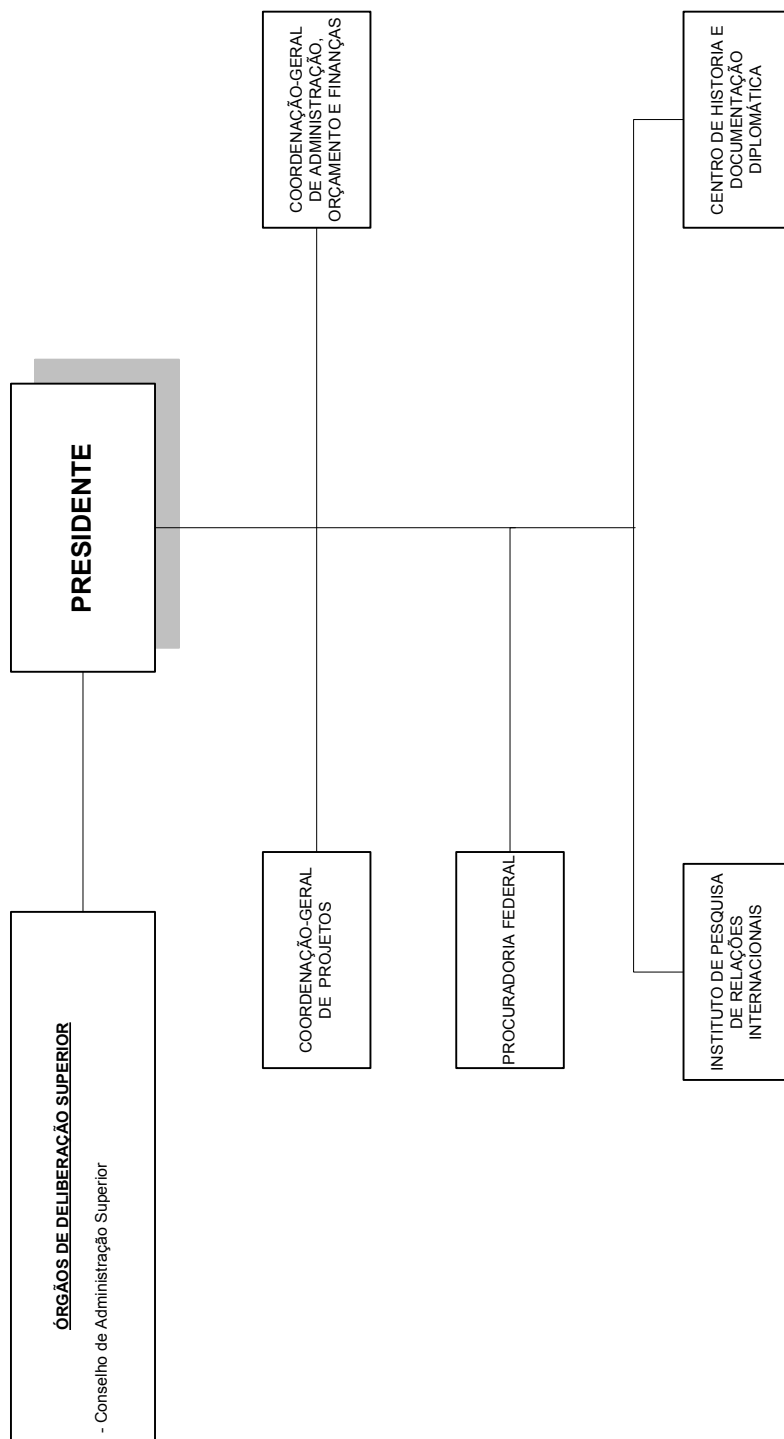 ÓRGÃOS DE DELIBERAÇÃO SUPERIOR
- Conselho de Administração Superior
PRESIDENTE
COORDENAÇÃO-GERAL
DE PROJETOS
COORDENAÇÃO-GERAL
DE ADMINISTRAÇÃO,
ORÇAMENTO E FINANÇAS
PROCURADORIA FEDERAL
INSTITUTO DE PESQUISA
DE RELAÇÕES
INTERNACIONAIS
CENTRO DE HISTORIA E
DOCUMENTAÇÃO
DIPLOMÁTICA